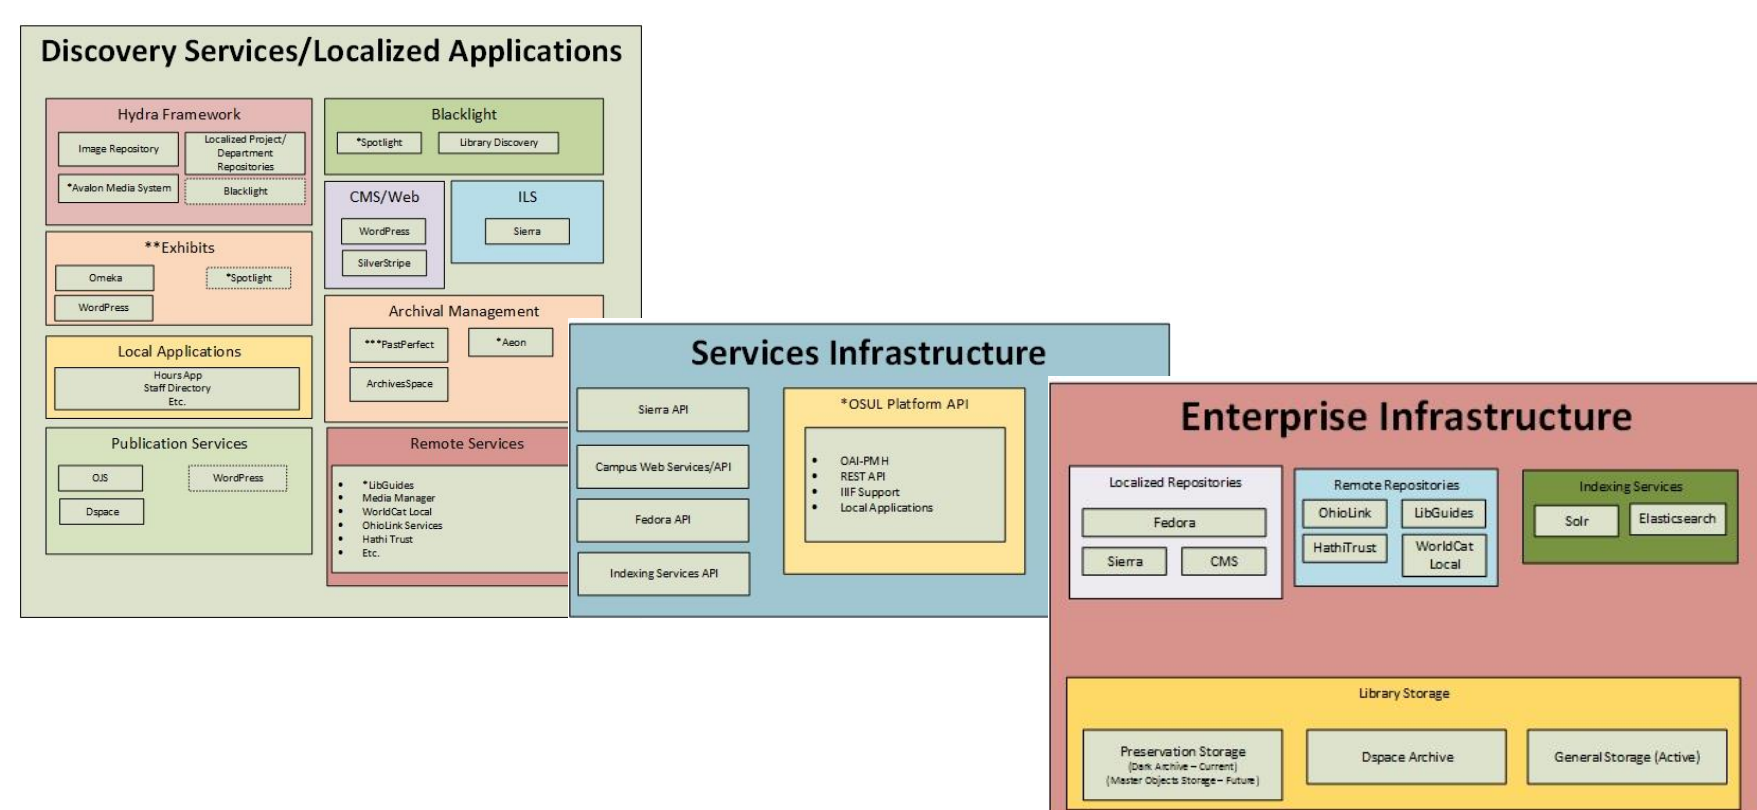 Discovery Services/Localized Applications
Hydra Framework
Image Repository
Localized Project/
Department
Repositories
*Avalon Media System
Blacklight
Blacklight
*Spotlight
Library Discovery
CMS/Web
WordPress
SilverStripe
ILS
Sierra
**Exhibits
Omeka
*Spotlight
WordPress
Archival Management
***PastPerfect
*Aeon
ArchivesSpace
Local Applications
Hours App
Staff Directory
Etc.
Publication Services
OJS
WordPress
Dspace
Remote Services
• *LibGuides
• Media Manager
• WorldCat Local
• OhioLink Services
• Hathi Trust
• Etc.
Services Infrastructure
Sierra API
Campus Web Services/API
Fedora API
Indexing Services API
*OSUL Platform API
• OAI-PMH
• REST API
• IIIF Support
• Local Applications
Enterprise Infrastructure
Localized Repositories
Fedora
Sierra
CMS
Remote Repositories
OhioLink
LibGuides
HathiTrust
WorldCat
Local
Indexing Services
Solr
Elasticsearch
Library Storage
Preservation Storage
(Dark Archive – Current)
(Master Objects Storage – Future)
Dspace Archive
General Storage (Active)